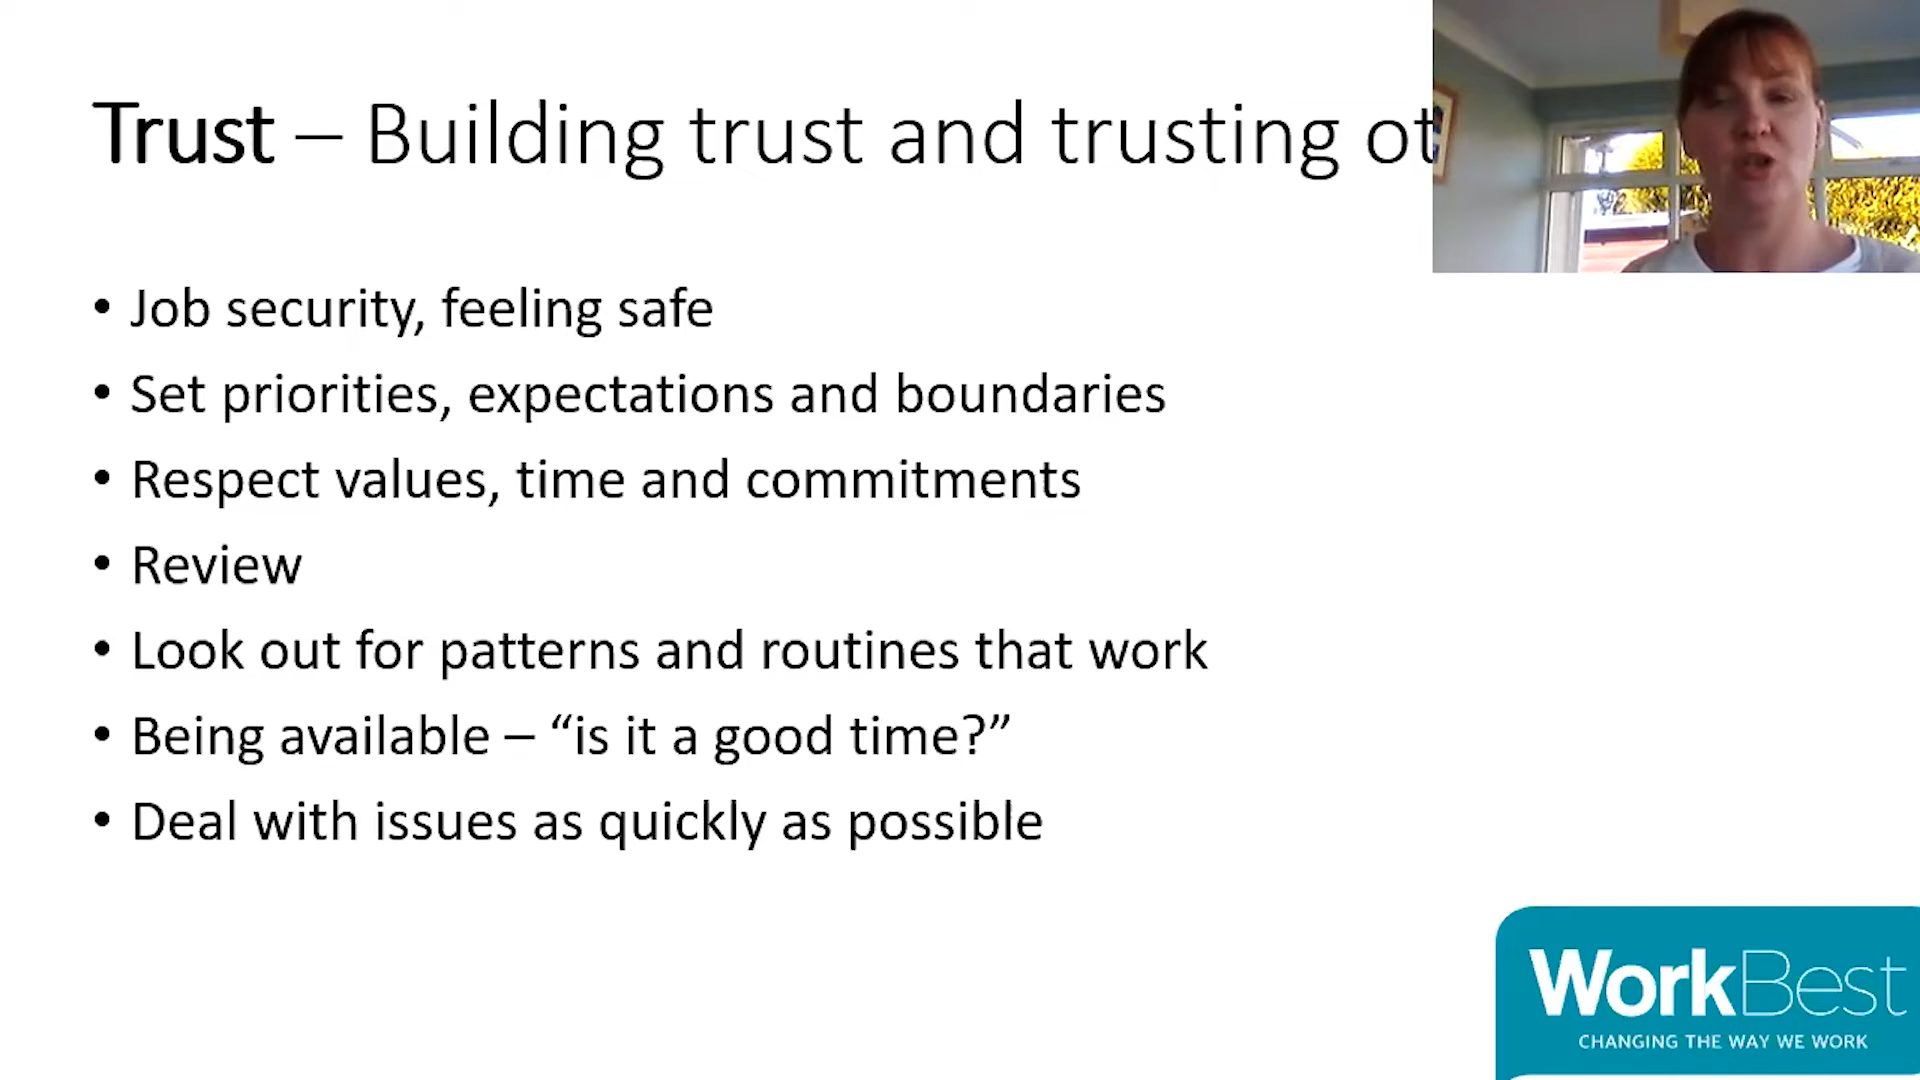 Trust – Building trust and trusting ot
• Job security, feeling safe
• Set priorities, expectations and boundaries
• Respect values, time and commitments
• Review
• Look out for patterns and routines that work
• Being available – “is it a good time?”
• Deal with issues as quickly as possible
WorkBest
CHANGING THE WAY WE WORK